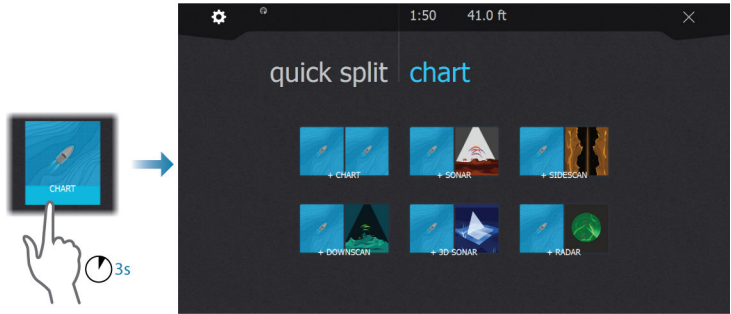 1:50 41.0 ft
quick split chart
CHART
3s
+ CHART + SONAR + SIDESCAN
+ DOWNSCAN + 3D SONAR + RADAR